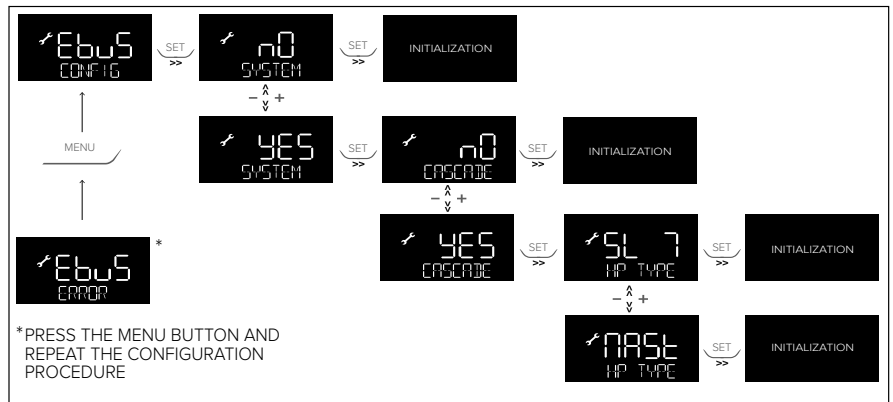 EbuS
CONFIG
SET
>>
nO
SYSTEM
SET
>>
INITIALIZATION
- +
MENU
YES
SYSTEM
SET
>>
nO
CASCADE
SET
>>
INITIALIZATION
- +
EbuS
ERROR
*
YES
CASCADE
SET
>>
SL 7
HP TYPE
SET
>>
INITIALIZATION
- +
*PRESS THE MENU BUTTON AND
REPEAT THE CONFIGURATION
PROCEDURE
MASt
HP TYPE
SET
>>
INITIALIZATION